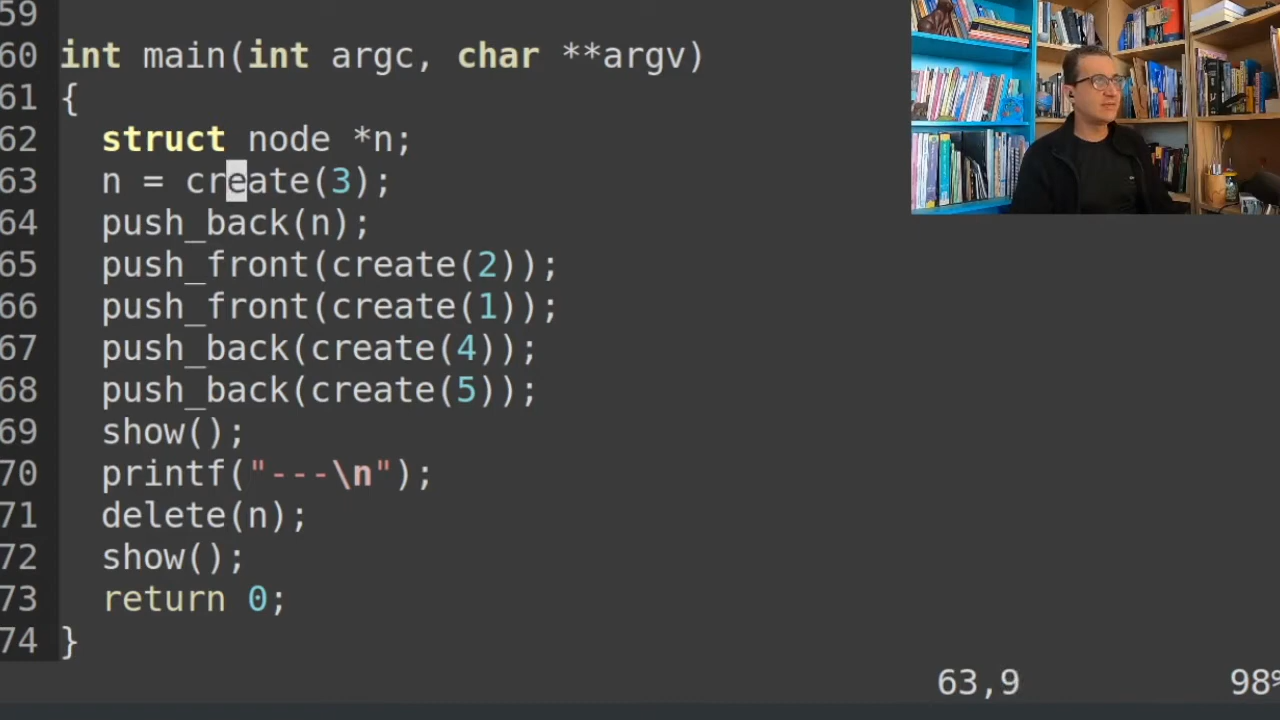 59
60 int main(int argc, char **argv)
61 {
62   struct node *n;
63   n = create(3);
64   push_back(n);
65   push_front(create(2));
66   push_front(create(1));
67   push_back(create(4));
68   push_back(create(5));
69   show();
70   printf("---\n");
71   delete(n);
72   show();
73   return 0;
74 }
63,9 98%